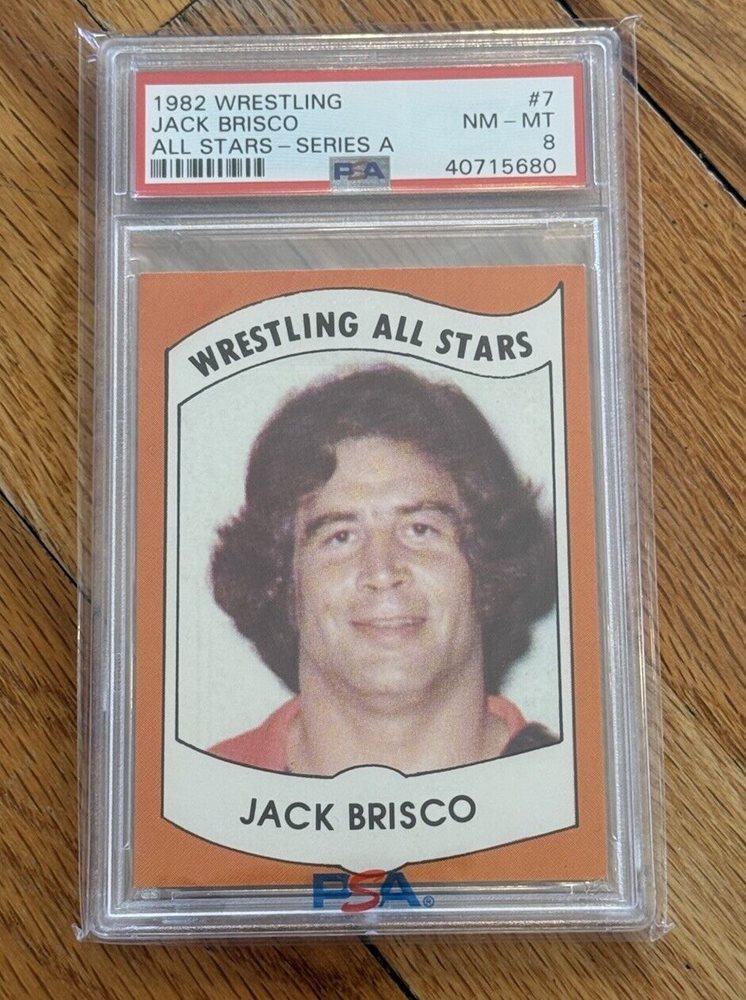 1982 WRESTLING #7
JACK BRISCO NM - MT
ALL STARS - SERIES A 8
PSA 40715680
WRESTLING ALL STARS
JACK BRISCO
PSA®